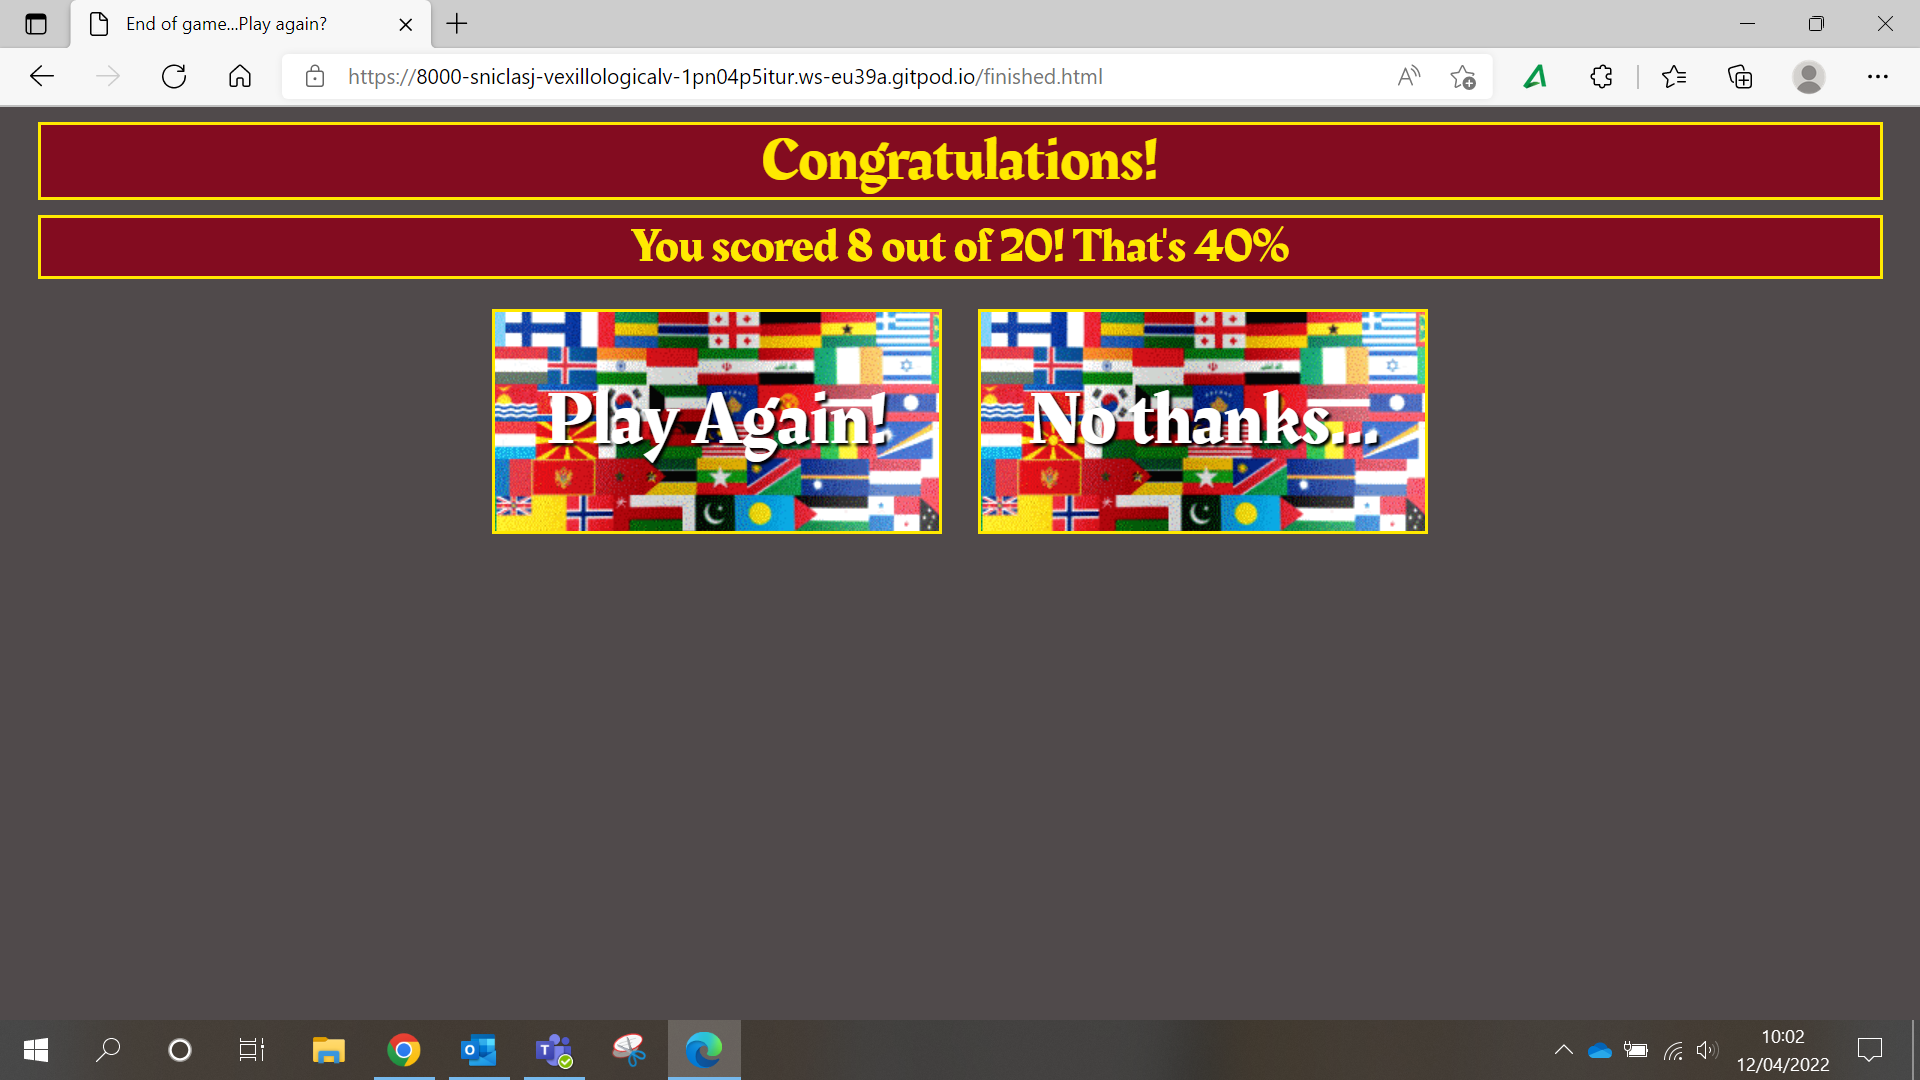 End of game...Play again?
https://8000-sniclasj-vexillologicalv-1pn04p5itur.ws-eu39a.gitpod.io/finished.html
Congratulations!
You scored 8 out of 20! That's 40%
Play Again!
No thanks...
10:02
12/04/2022